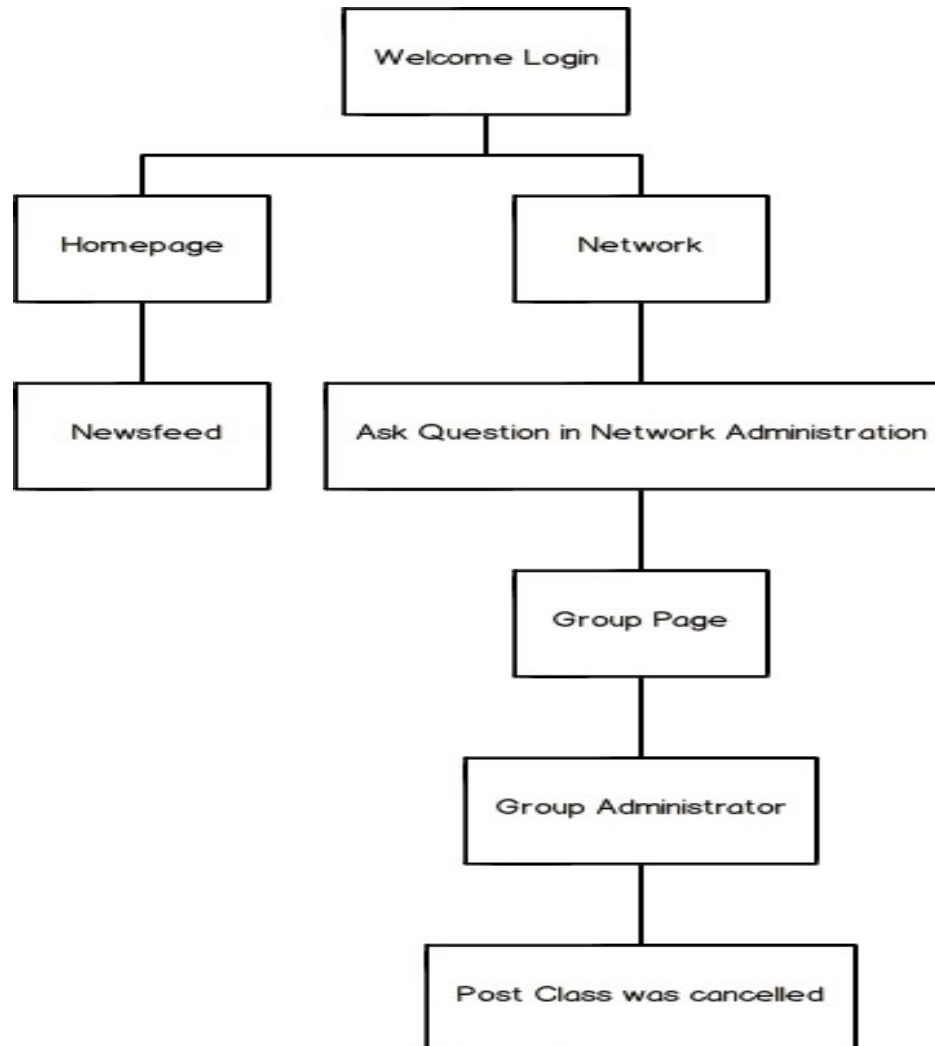 Welcome Login
Homepage
Network
Newsfeed
Ask Question in Network Administration
Group Page
Group Administrator
Post Class was cancelled